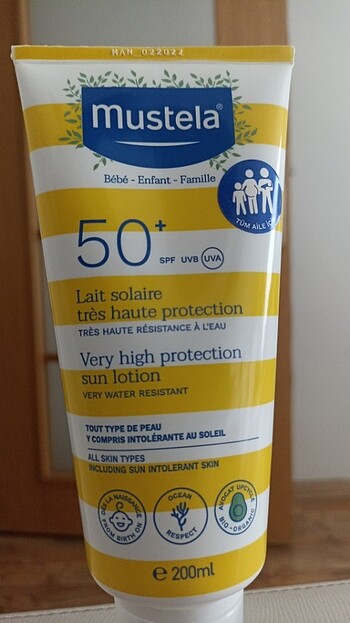 MAN 022022
mustela®
Bébé - Enfant - Famille
TÜM AİLE İÇİN
50+
SPF UVB UVA
Lait solaire
très haute protection
TRÈS HAUTE RÉSISTANCE À L'EAU
Very high protection
sun lotion
VERY WATER RESISTANT
TOUT TYPE DE PEAU
Y COMPRIS INTOLÉRANTE AU SOLEIL
ALL SKIN TYPES
INCLUDING SUN INTOLERANT SKIN
DÈS LA NAISSANCE
FROM BIRTH ON
OCEAN
RESPECT
AVOCAT UPCYCLÉ
BIO-ORGANIC
e 200ml